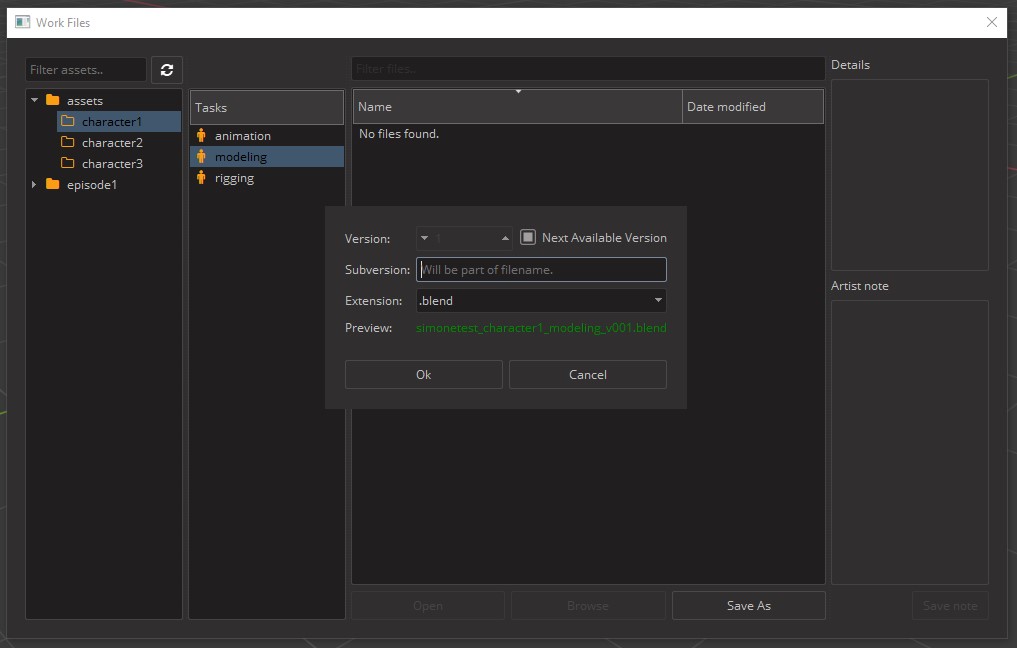 Work Files
Filter assets..
Filter files..
Details
assets
character1
character2
character3
episode1
Tasks
animation
modeling
rigging
Name
Date modified
No files found.
Version:
1
Next Available Version
Subversion:
Will be part of filename.
Extension:
.blend
Preview:
simonetest_character1_modeling_v001.blend
Ok
Cancel
Artist note
Open
Browse
Save As
Save note